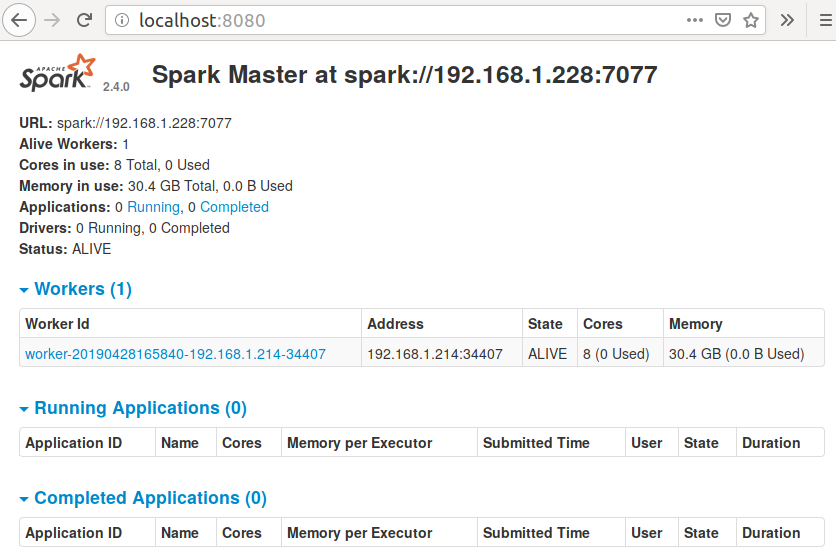 localhost:8080
APACHE Spark™ 2.4.0 Spark Master at spark://192.168.1.228:7077
URL: spark://192.168.1.228:7077
Alive Workers: 1
Cores in use: 8 Total, 0 Used
Memory in use: 30.4 GB Total, 0.0 B Used
Applications: 0 Running, 0 Completed
Drivers: 0 Running, 0 Completed
Status: ALIVE
Workers (1)
Worker Id Address State Cores Memory
worker-20190428165840-192.168.1.214-34407 192.168.1.214:34407 ALIVE 8 (0 Used) 30.4 GB (0.0 B Used)
Running Applications (0)
Application ID Name Cores Memory per Executor Submitted Time User State Duration
Completed Applications (0)
Application ID Name Cores Memory per Executor Submitted Time User State Duration